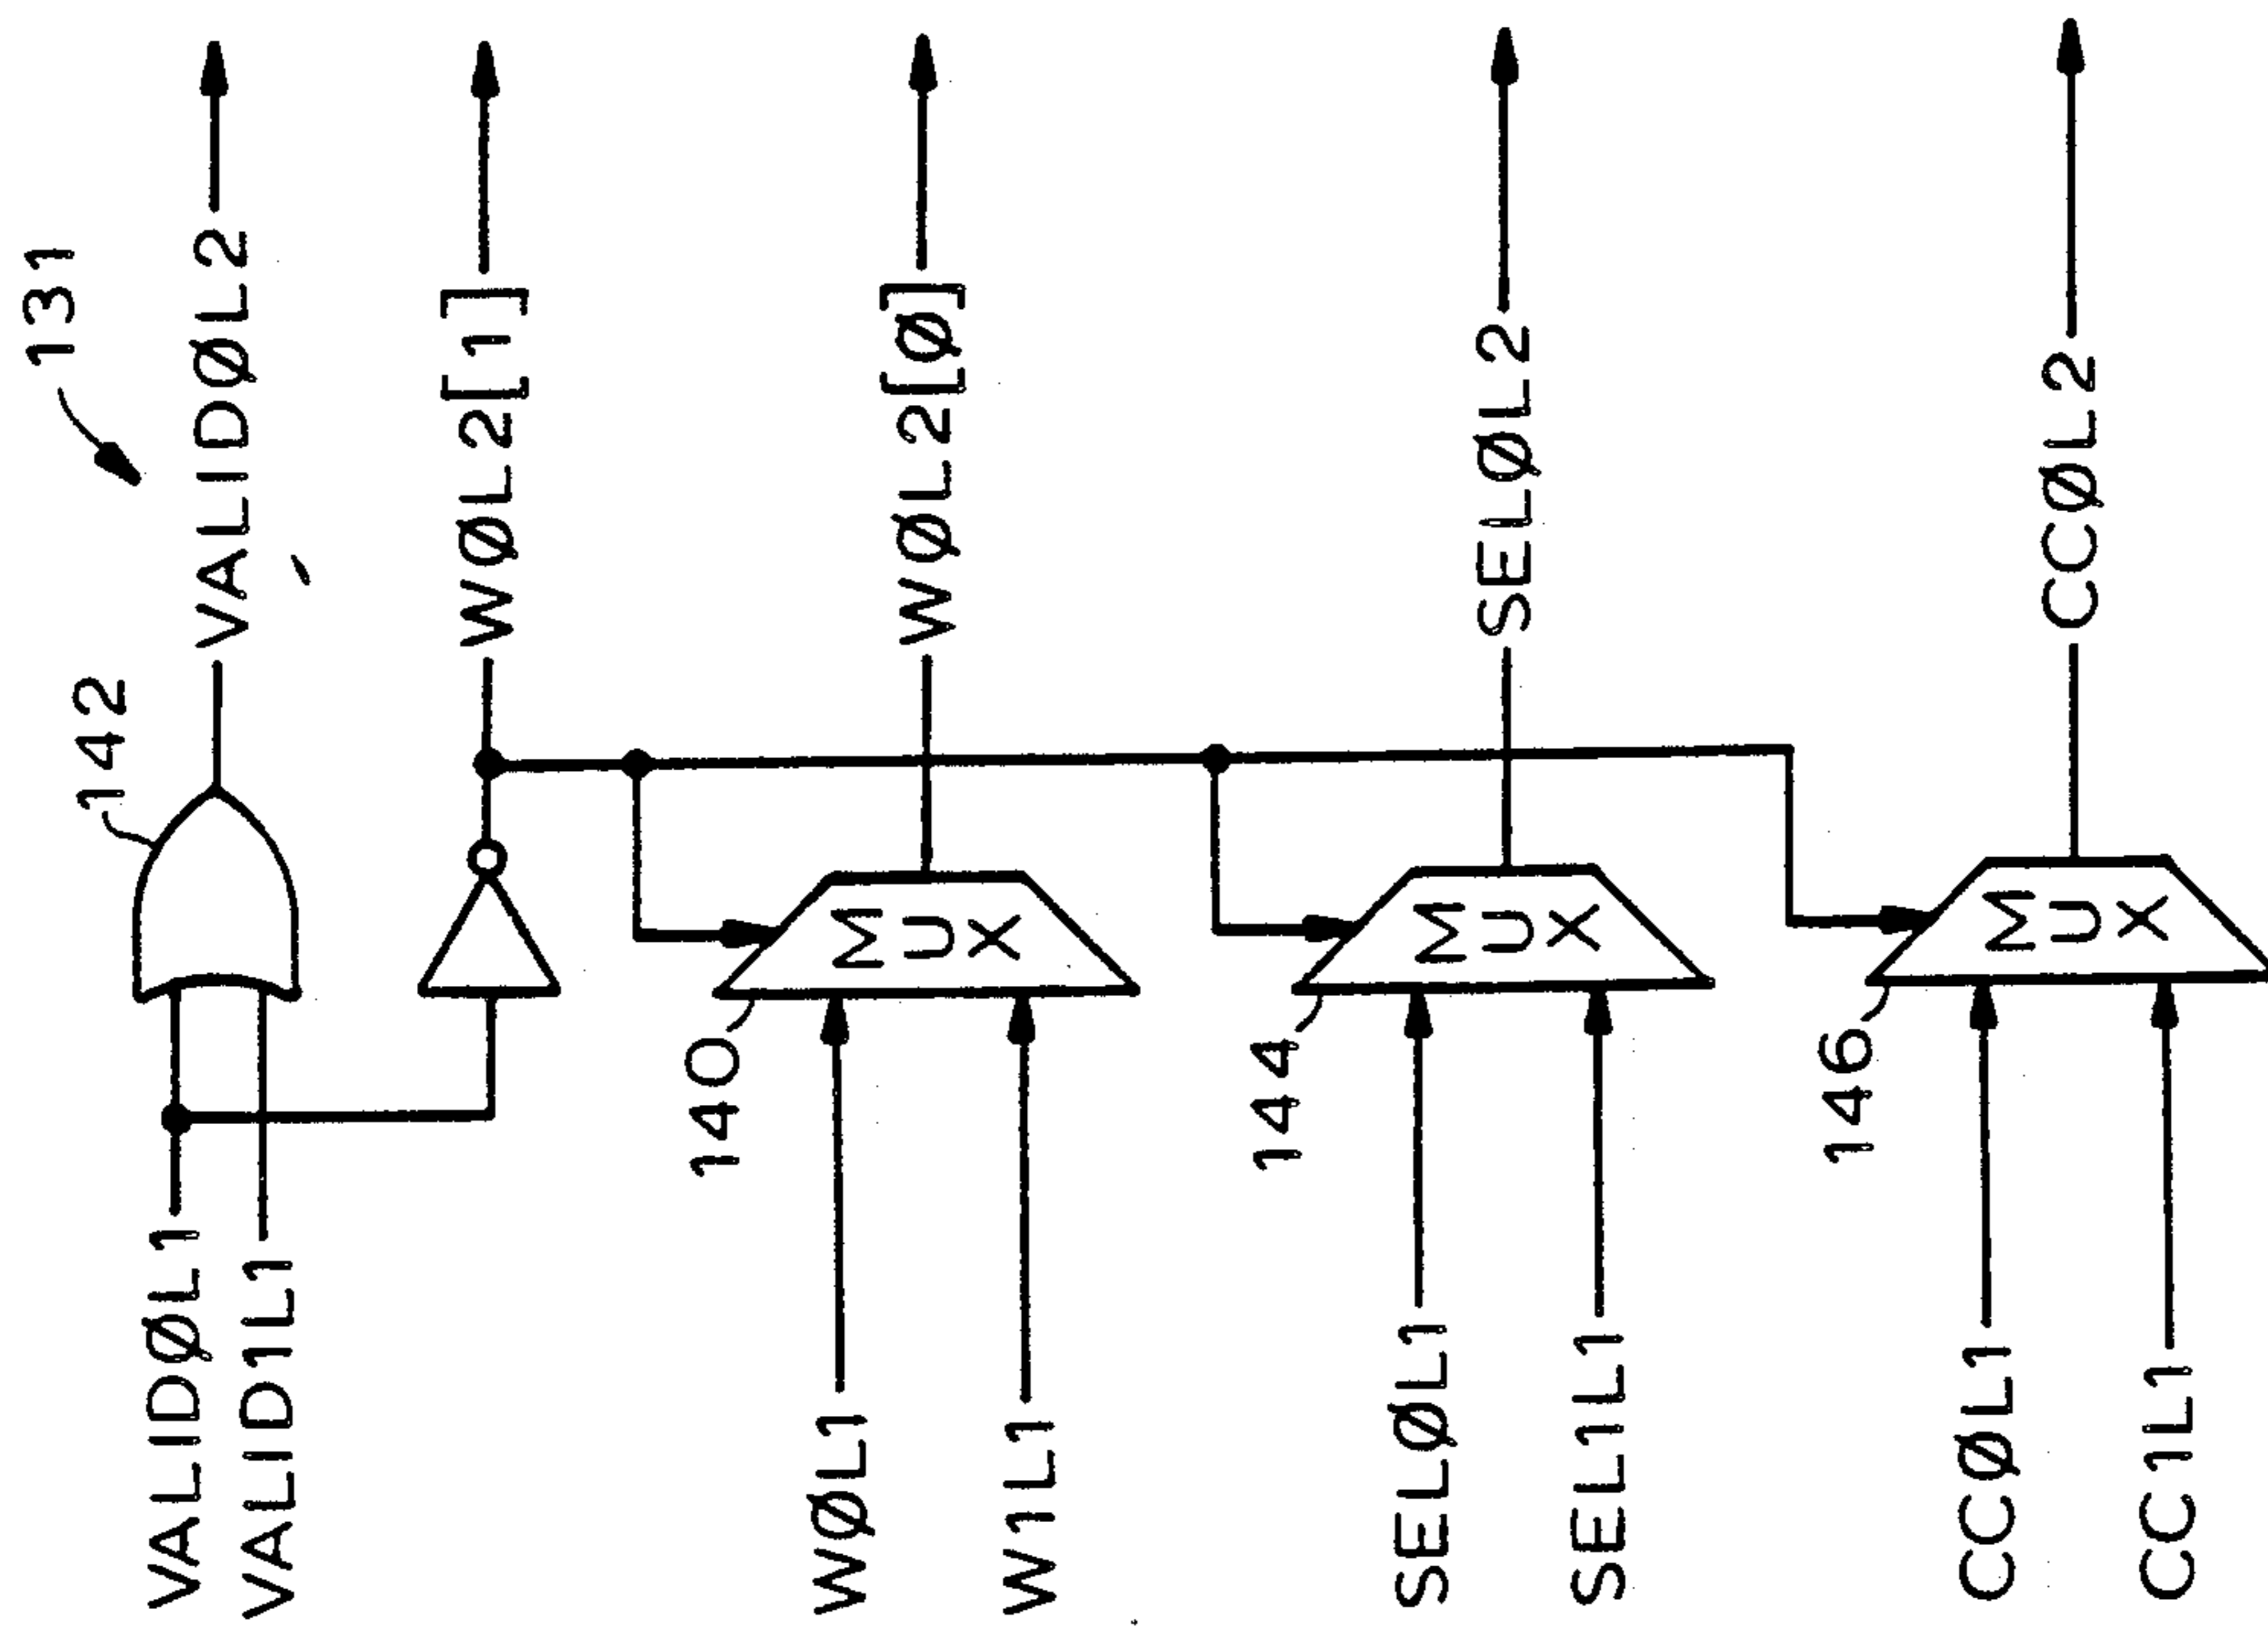 131
142
VALIDØL1
VALID1L1
VALIDØL2
WØL2[1]
140
WØL1
W1L1
MUX
WØL2[Ø]
144
SELØL1
SEL1L1
MUX
SELØL2
146
CCØL1
CC1L1
MUX
CCØL2